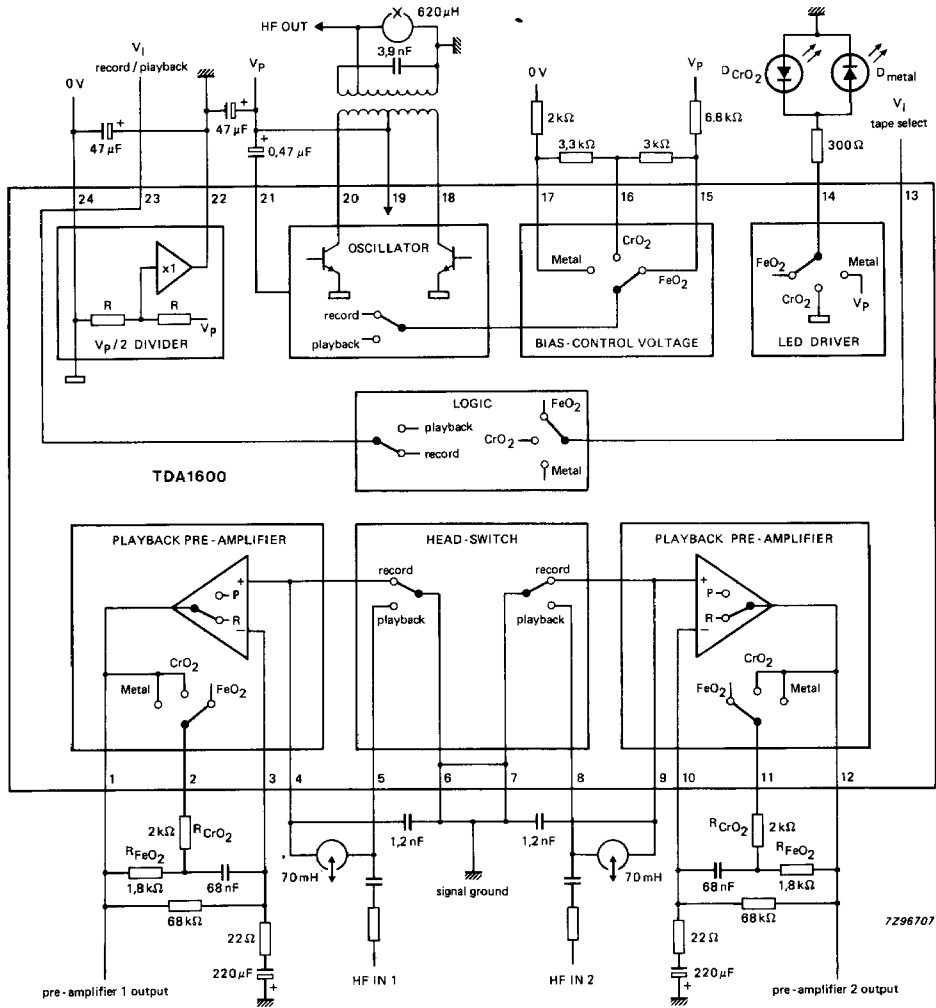 HF OUT
620 μH
3,9 nF
V_I
record / playback
0 V
V_P
+
47 μF
+
47 μF
+
0,47 μF
0 V
V_P
2 kΩ
6.8 kΩ
3,3 kΩ
3 kΩ
D_CrO2
D_metal
V_I
tape select
300 Ω
24
23
22
21
20
19
18
17
16
15
14
13
x1
R
R
V_P
V_P/2 DIVIDER
OSCILLATOR
record
playback
Metal
CrO2
FeO2
BIAS-CONTROL VOLTAGE
FeO2
Metal
CrO2
V_P
LED DRIVER
LOGIC
playback
record
FeO2
CrO2
Metal
TDA1600
PLAYBACK PRE-AMPLIFIER
+
P
R
−
CrO2
Metal
FeO2
HEAD-SWITCH
record
playback
record
playback
PLAYBACK PRE-AMPLIFIER
+
P
R
−
CrO2
FeO2
Metal
1
2
3
4
5
6
7
8
9
10
11
12
2 kΩ
R_CrO2
R_FeO2
1,8 kΩ
68 nF
68 kΩ
22 Ω
220 μF
+
pre-amplifier 1 output
1,2 nF
70 mH
signal ground
1,2 nF
70 mH
HF IN 1
HF IN 2
R_CrO2
2 kΩ
R_FeO2
68 nF
1,8 kΩ
68 kΩ
22 Ω
220 μF
+
pre-amplifier 2 output
7Z96707